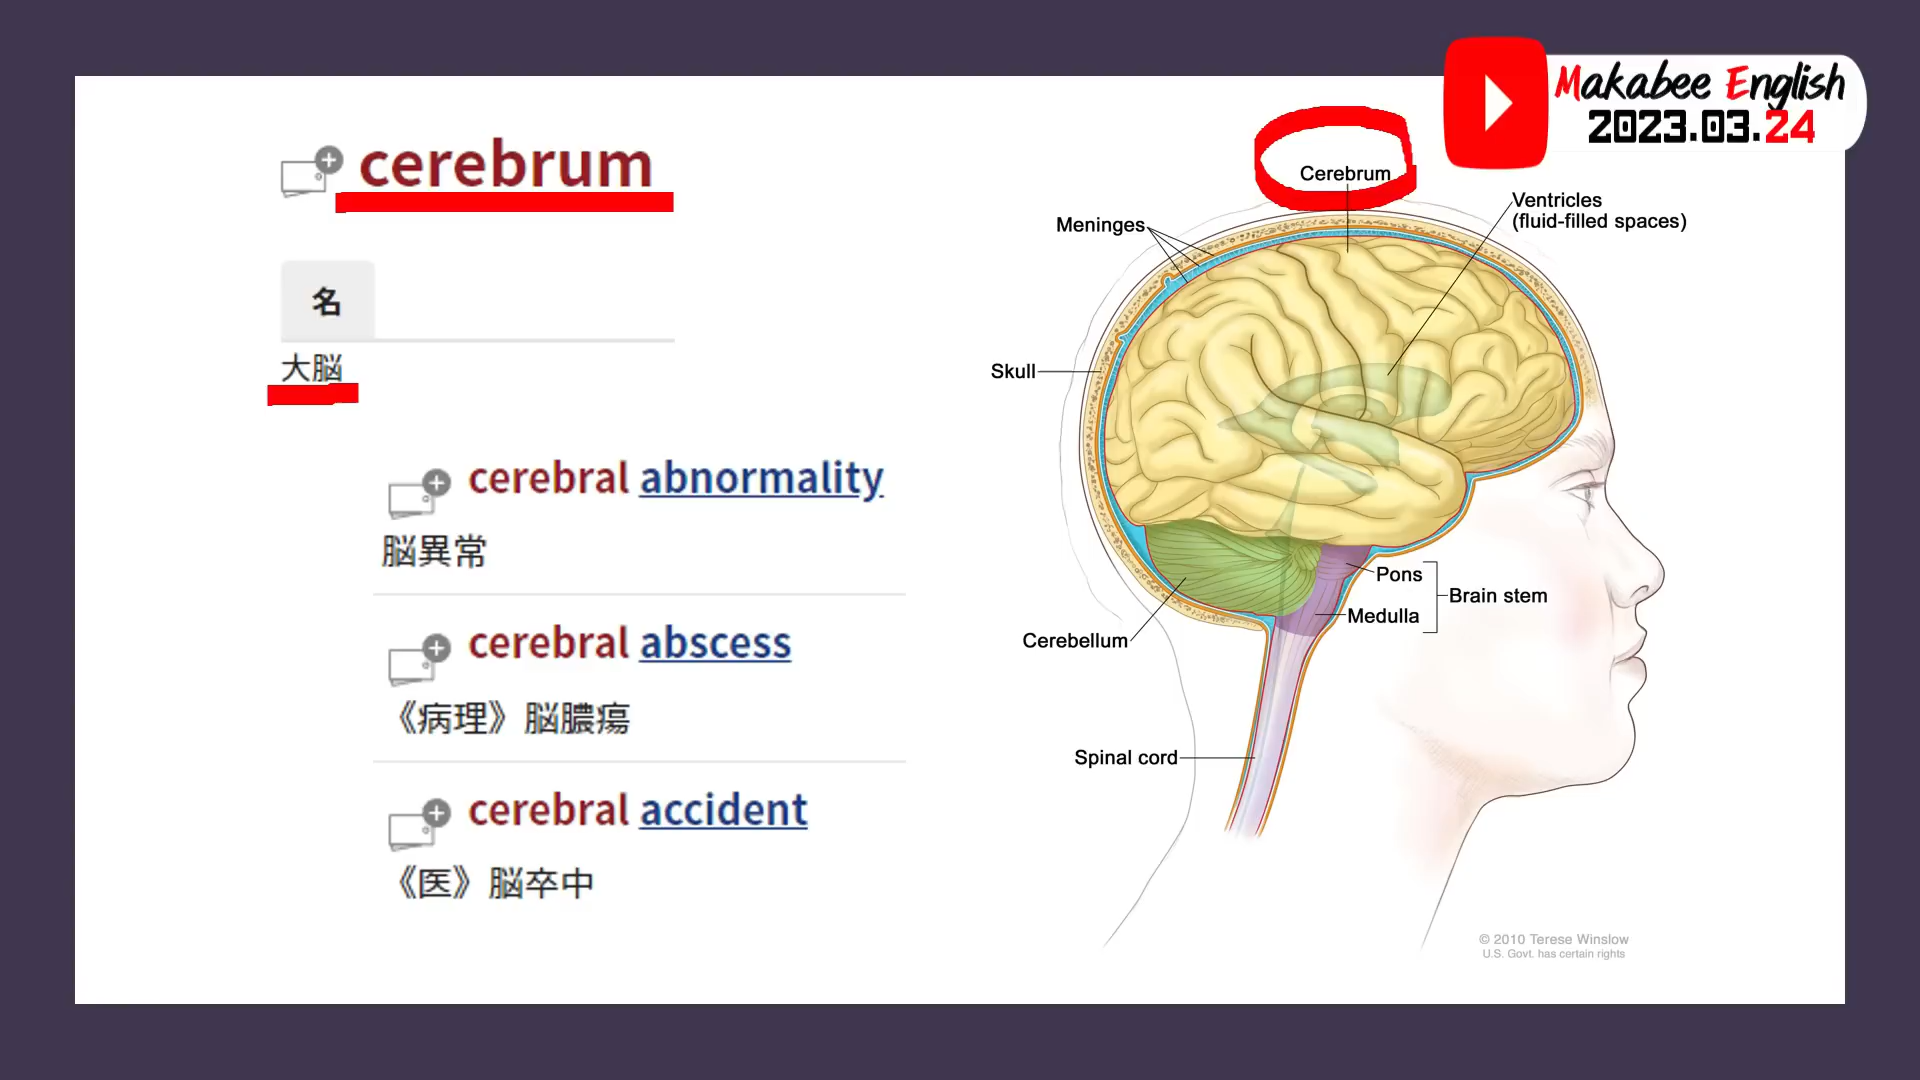 Makabee English
2023.03.24
cerebrum
名
大脳
cerebral abnormality
脳異常
cerebral abscess
《病理》脳膿瘍
cerebral accident
《医》脳卒中
Cerebrum
Ventricles
(fluid-filled spaces)
Meninges
Skull
Pons
Brain stem
Medulla
Cerebellum
Spinal cord
© 2010 Terese Winslow
U.S. Govt. has certain rights